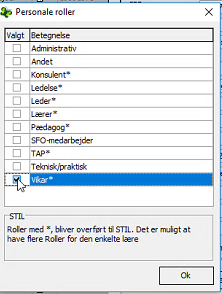 Personale roller
Valgt Betegnelse
Administrativ
Andet
Konsulent*
Ledelse*
Leder*
Lærer*
Pædagog*
SFO-medarbejder
TAP*
Teknisk/praktisk
Vikar*
STIL
Roller med *, bliver overført til STIL. Det er muligt at
have flere Roller for den enkelte lære
Ok